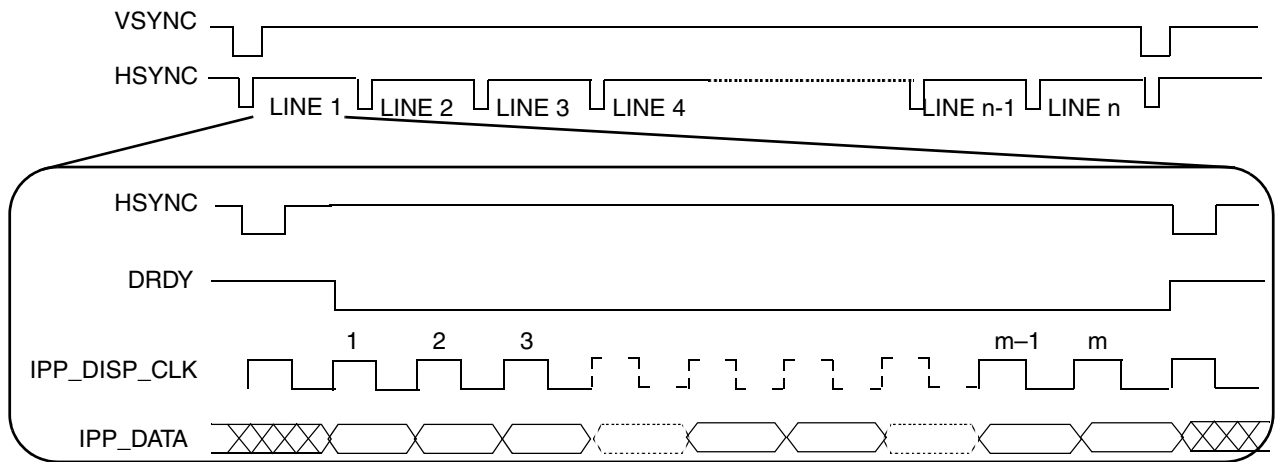 VSYNC
HSYNC
LINE 1 LINE 2 LINE 3 LINE 4 LINE n-1 LINE n
HSYNC
DRDY
1 2 3 m–1 m
IPP_DISP_CLK
IPP_DATA